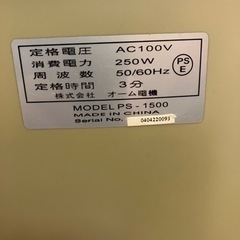 定格電圧 AC100V
消費電力 250W
周波数 50/60Hz
定格時間 3分
株式会社 オーム電機
PSE
MODEL PS-1500
MADE IN CHINA
Serial No. 0404220093